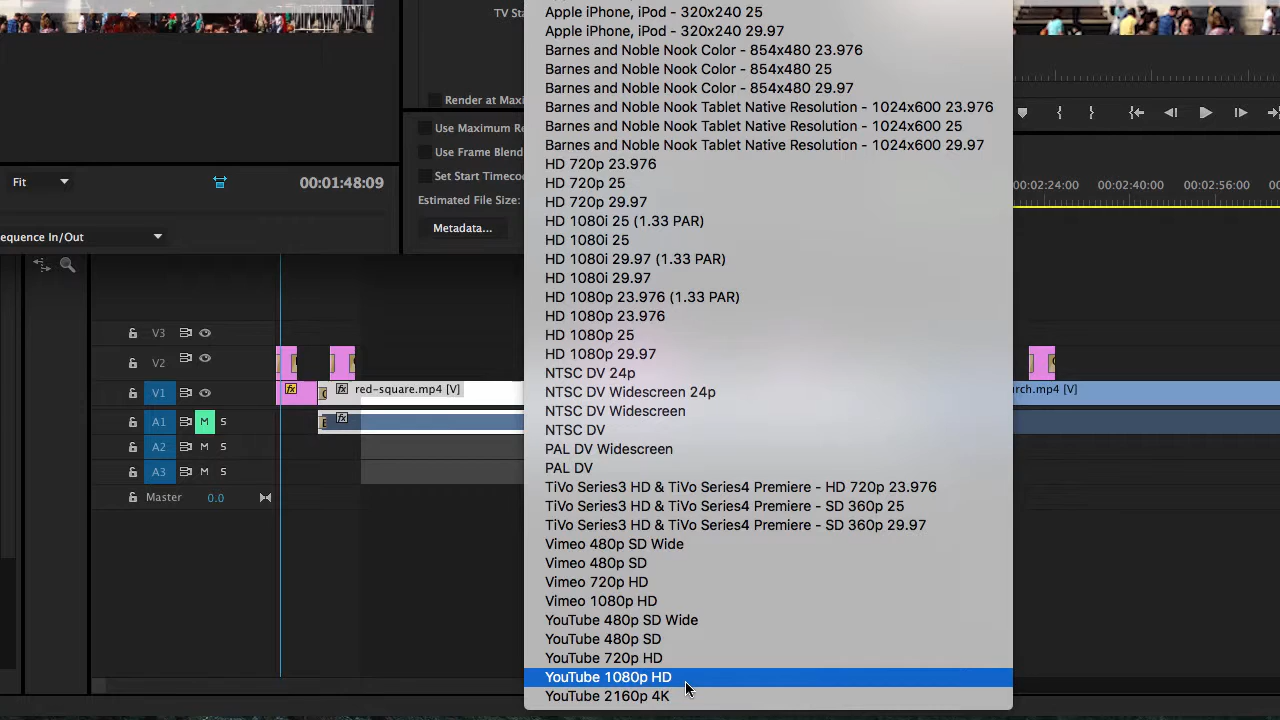 TV Sta
Render at Maxi
Use Maximum Re
Use Frame Blend
Set Start Timecod
Estimated File Size:
Metadata...
Fit
00:01:48:09
equence In/Out
Apple iPhone, iPod - 320x240 25
Apple iPhone, iPod - 320x240 29.97
Barnes and Noble Nook Color - 854x480 23.976
Barnes and Noble Nook Color - 854x480 25
Barnes and Noble Nook Color - 854x480 29.97
Barnes and Noble Nook Tablet Native Resolution - 1024x600 23.976
Barnes and Noble Nook Tablet Native Resolution - 1024x600 25
Barnes and Noble Nook Tablet Native Resolution - 1024x600 29.97
HD 720p 23.976
HD 720p 25
HD 720p 29.97
HD 1080i 25 (1.33 PAR)
HD 1080i 25
HD 1080i 29.97 (1.33 PAR)
HD 1080i 29.97
HD 1080p 23.976 (1.33 PAR)
HD 1080p 23.976
HD 1080p 25
HD 1080p 29.97
NTSC DV 24p
NTSC DV Widescreen 24p
NTSC DV Widescreen
NTSC DV
PAL DV Widescreen
PAL DV
TiVo Series3 HD & TiVo Series4 Premiere - HD 720p 23.976
TiVo Series3 HD & TiVo Series4 Premiere - SD 360p 25
TiVo Series3 HD & TiVo Series4 Premiere - SD 360p 29.97
Vimeo 480p SD Wide
Vimeo 480p SD
Vimeo 720p HD
Vimeo 1080p HD
YouTube 480p SD Wide
YouTube 480p SD
YouTube 720p HD
YouTube 1080p HD
YouTube 2160p 4K
00:02:24:00 00:02:40:00 00:02:56:00
V3
V2
V1 fx fx red-square.mp4 [V] urch.mp4 [V]
A1 M S fx
A2 M S
A3 M S
Master 0.0